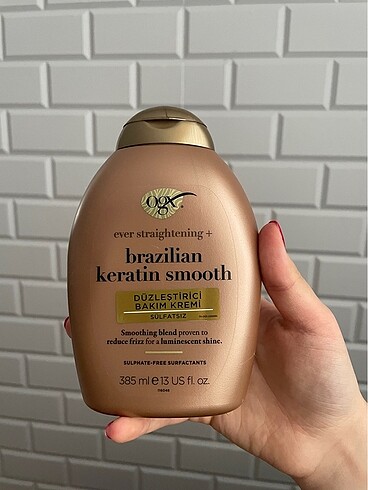 ogx
ever straightening +
brazilian
keratin smooth
DÜZLEŞTİRİCİ
BAKIM KREMİ
SÜLFATSIZ
Smoothing blend proven to
reduce frizz for a luminescent shine.
SULPHATE-FREE SURFACTANTS
385 ml e 13 US fl. oz.